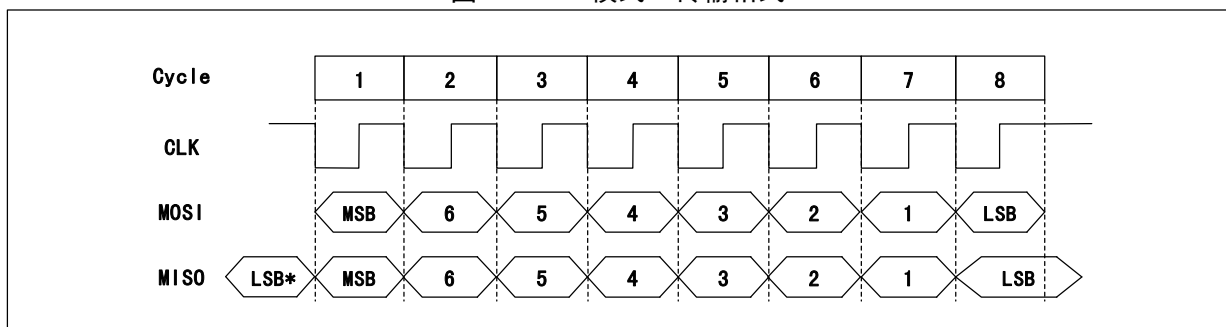 Cycle 1 2 3 4 5 6 7 8
CLK
MOSI MSB 6 5 4 3 2 1 LSB
MISO LSB* MSB 6 5 4 3 2 1 LSB